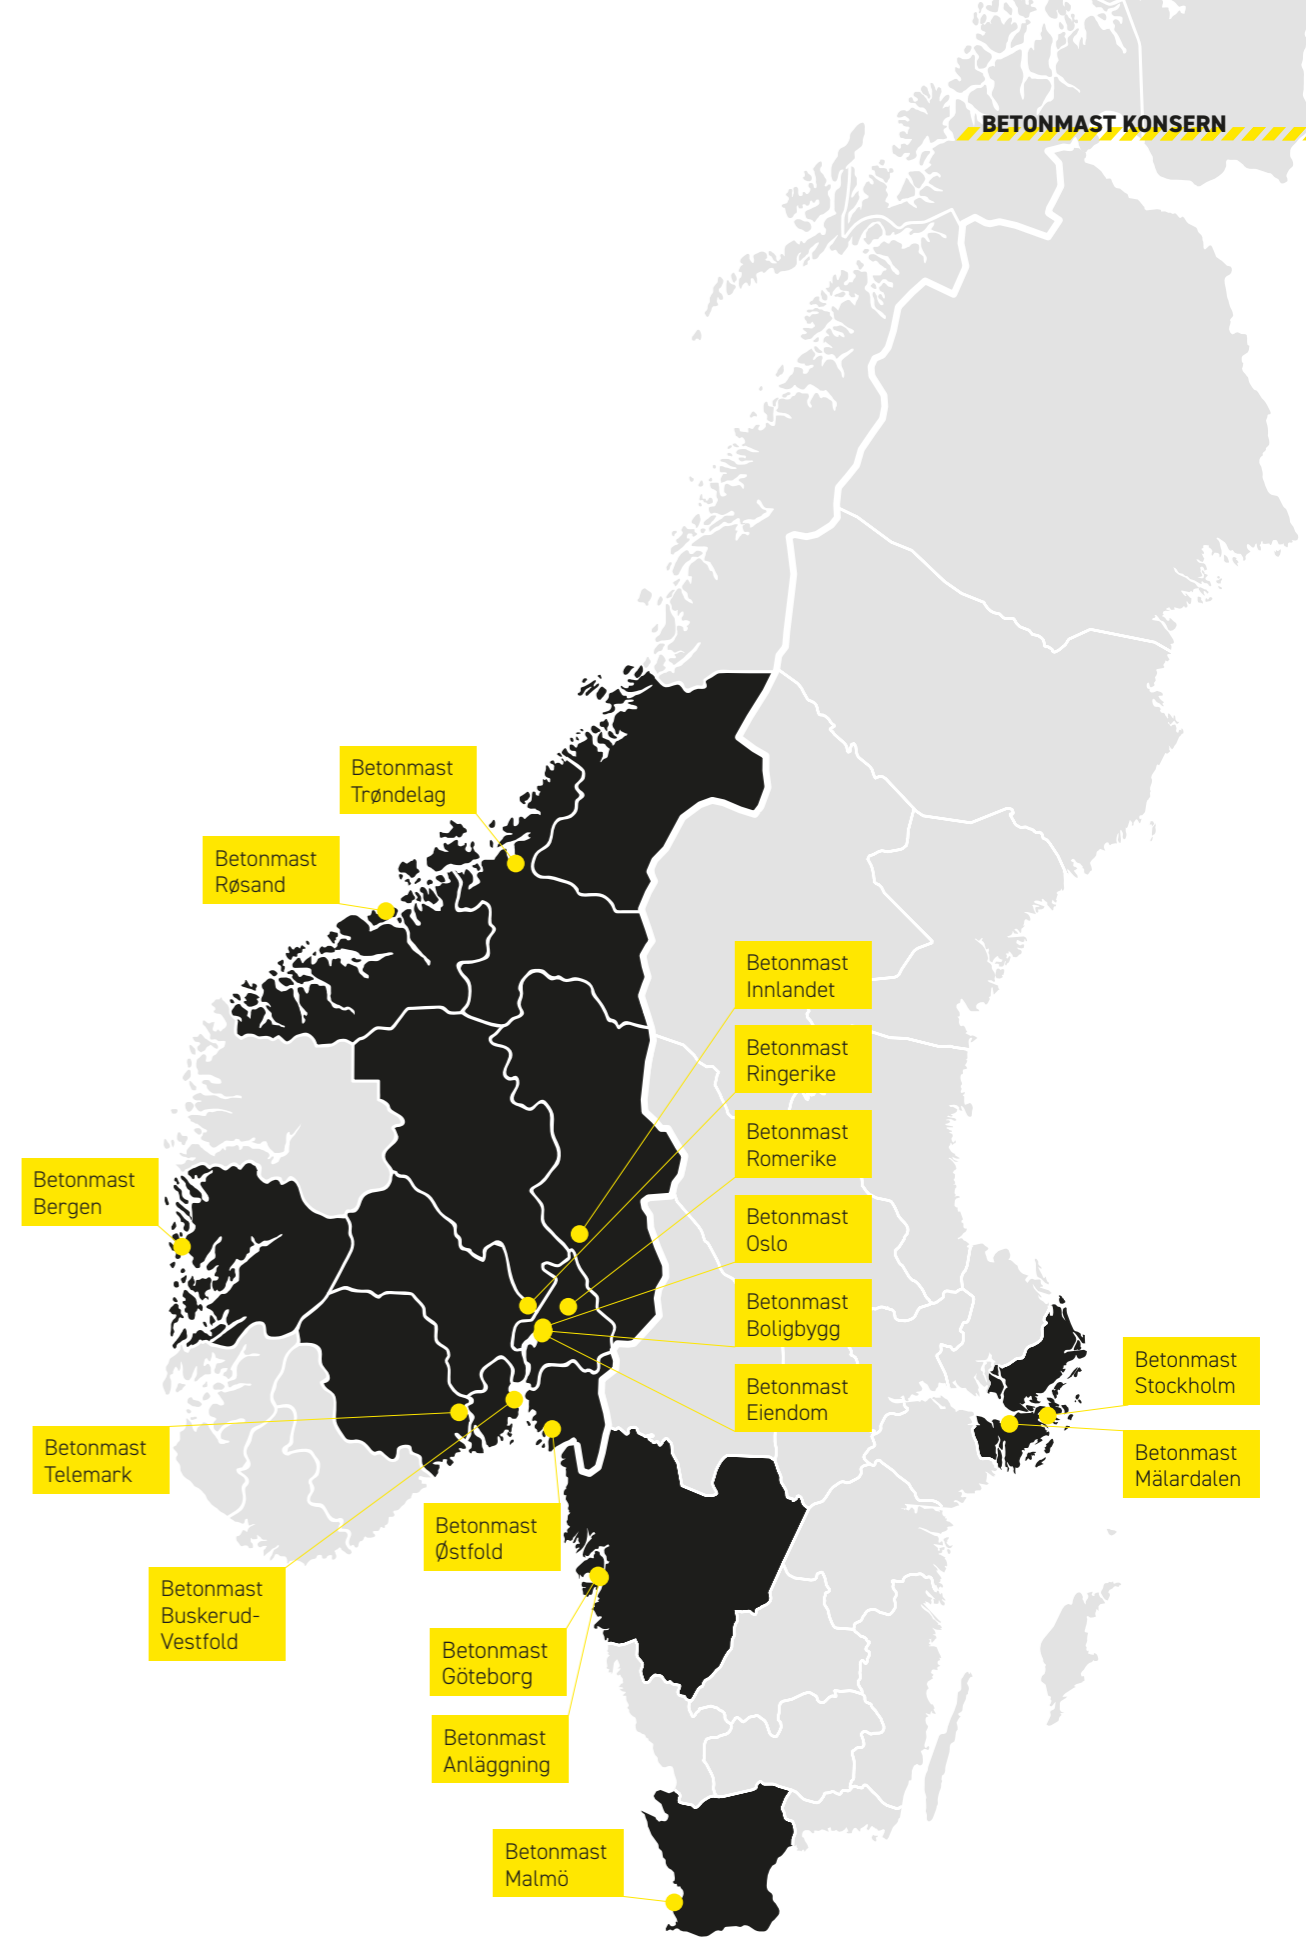 BETONMAST KONSERN
Betonmast
Trøndelag
Betonmast
Røsand
Betonmast
Innlandet
Betonmast
Ringerike
Betonmast
Romerike
Betonmast
Bergen
Betonmast
Oslo
Betonmast
Boligbygg
Betonmast
Eiendom
Betonmast
Stockholm
Betonmast
Mälardalen
Betonmast
Telemark
Betonmast
Østfold
Betonmast
Buskerud-
Vestfold
Betonmast
Göteborg
Betonmast
Anläggning
Betonmast
Malmö